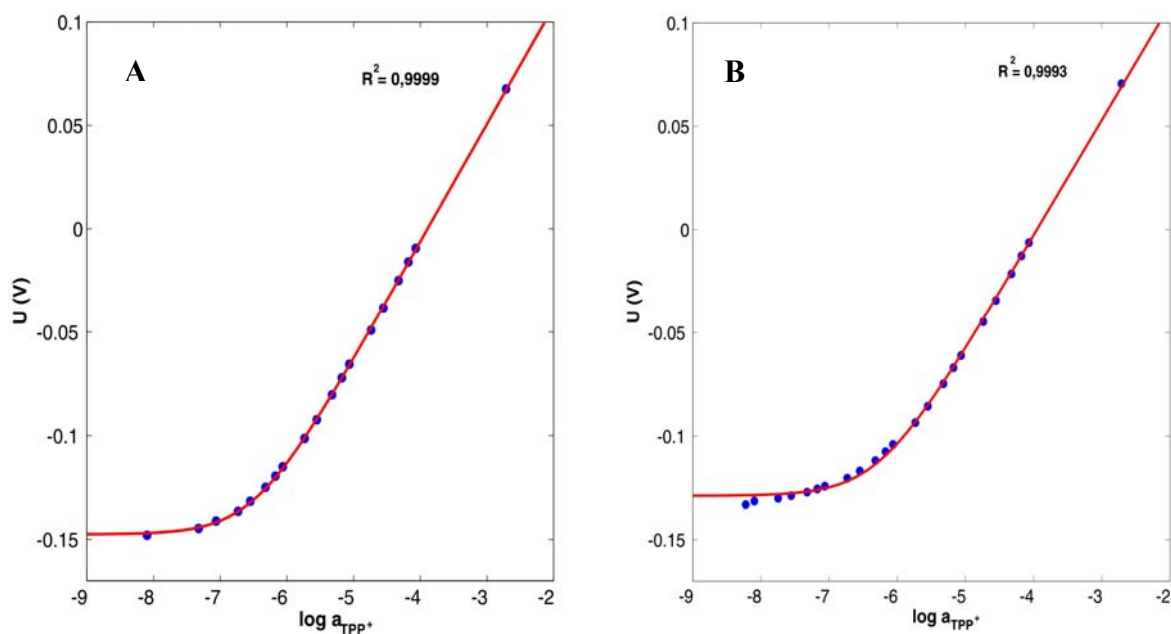 A
R² = 0,9999
0.1
0.05
0
-0.05
-0.1
-0.15
U (V)
-9 -8 -7 -6 -5 -4 -3 -2
log a_TPP⁺
B
R² = 0,9993
0.1
0.05
0
-0.05
-0.1
-0.15
U (V)
-9 -8 -7 -6 -5 -4 -3 -2
log a_TPP⁺